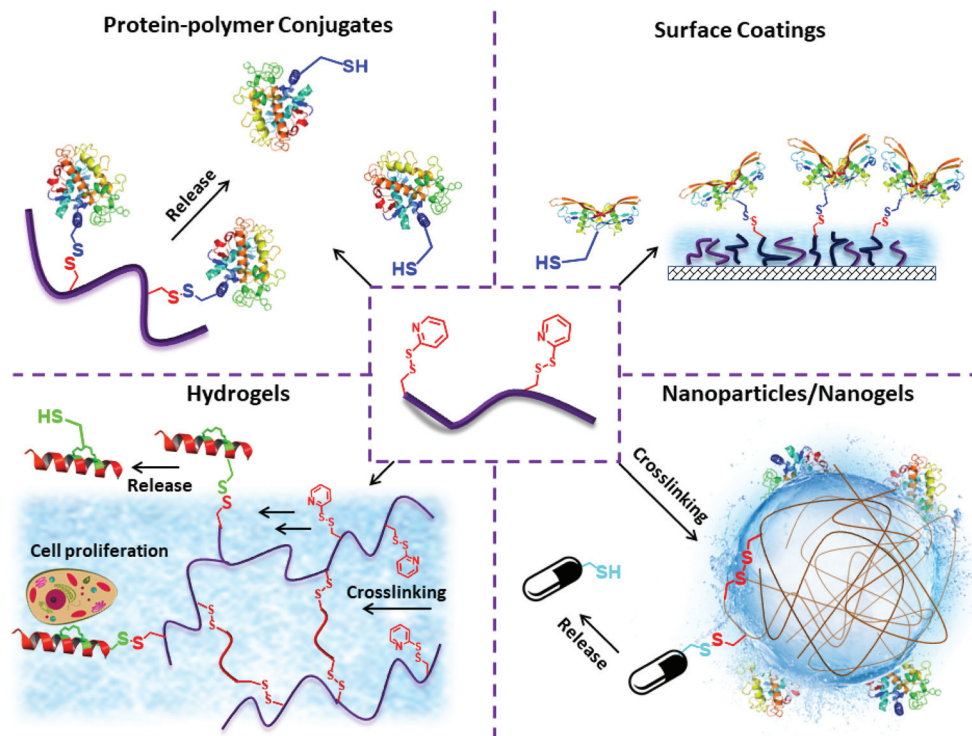 Protein-polymer Conjugates
SH
Release
S
S
S
S
HS
Surface Coatings
HS
S
S
S
S
S
S
N
S
S
N
S
S
Hydrogels
HS
Release
S
S
N
S
S
S
S
N
Cell proliferation
Crosslinking
S
S
S
S
S
S
N
S
S
S
S
S
S
Nanoparticles/Nanogels
Crosslinking
S
S
SH
Release
S
S